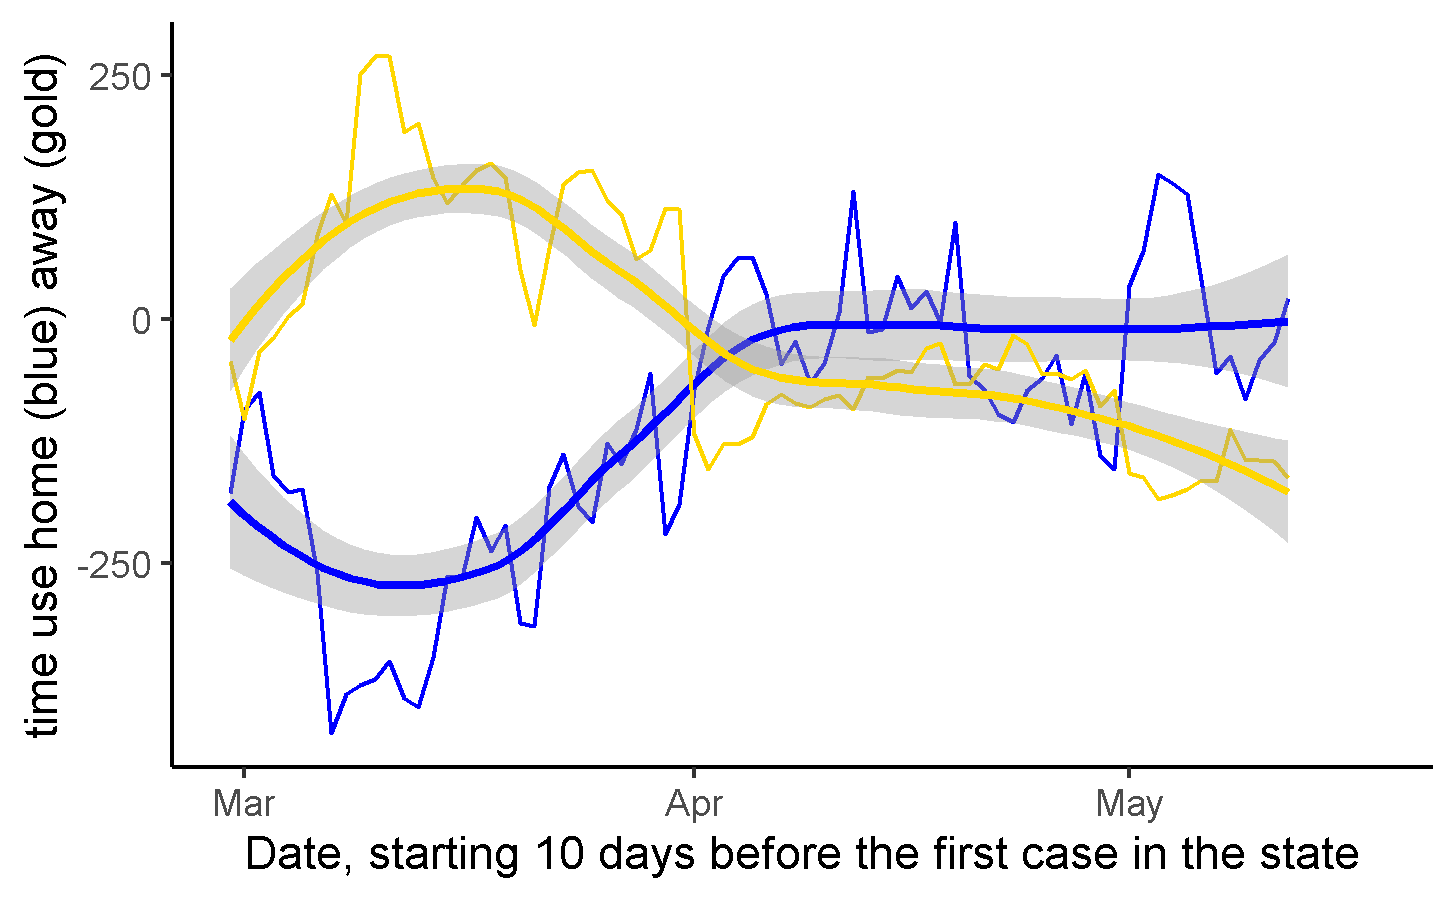 time use home (blue) away (gold)
250
0
-250
Mar
Apr
May
Date, starting 10 days before the first case in the state